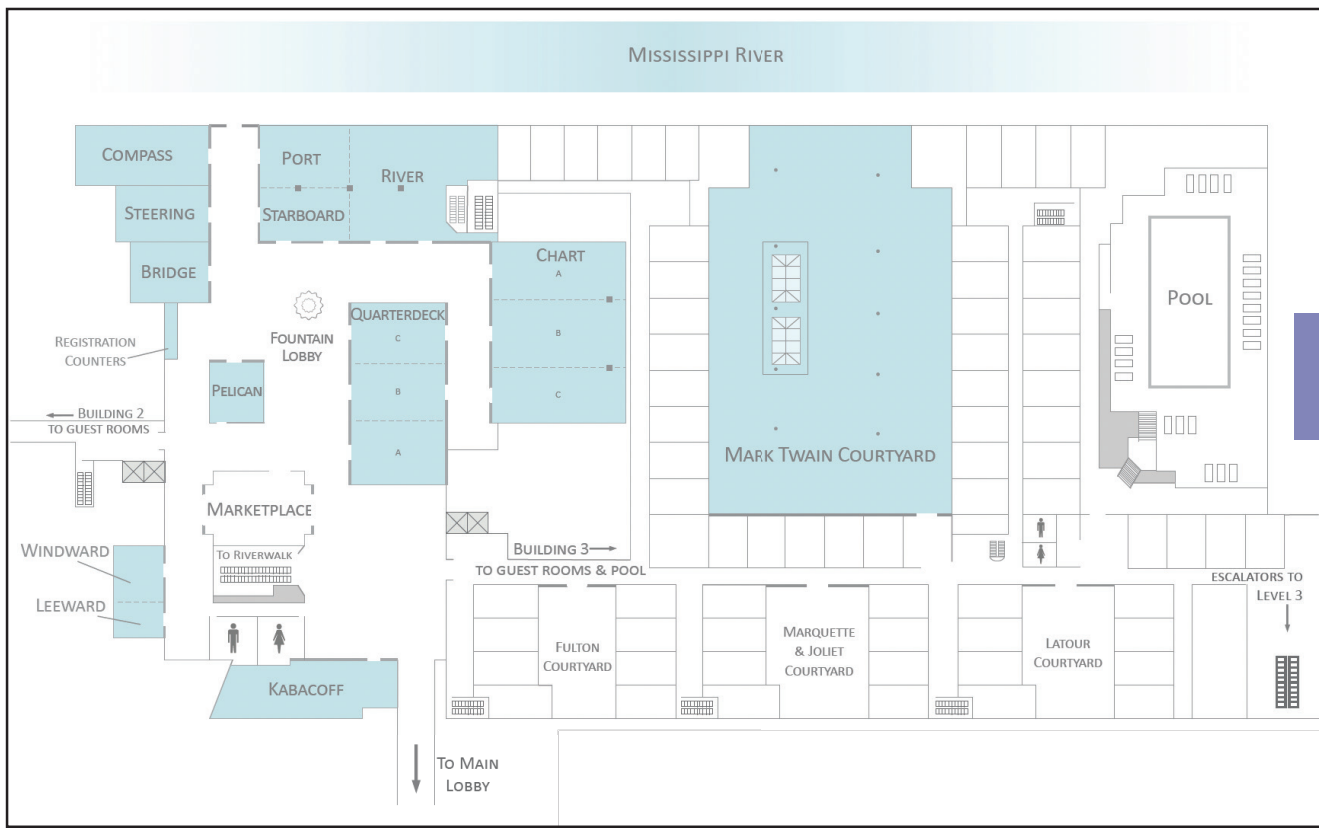 MISSISSIPPI RIVER
COMPASS
PORT
RIVER
STEERING
STARBOARD
BRIDGE
CHART
A
B
C
POOL
REGISTRATION
COUNTERS
FOUNTAIN
LOBBY
QUARTERDECK
C
B
A
PELICAN
BUILDING 2
TO GUEST ROOMS
MARK TWAIN COURTYARD
MARKETPLACE
TO RIVERWALK
WINDWARD
LEEWARD
BUILDING 3
TO GUEST ROOMS & POOL
ESCALATORS TO
LEVEL 3
FULTON
COURTYARD
MARQUETTE
& JOLIET
COURTYARD
LATOUR
COURTYARD
KABACOFF
TO MAIN
LOBBY